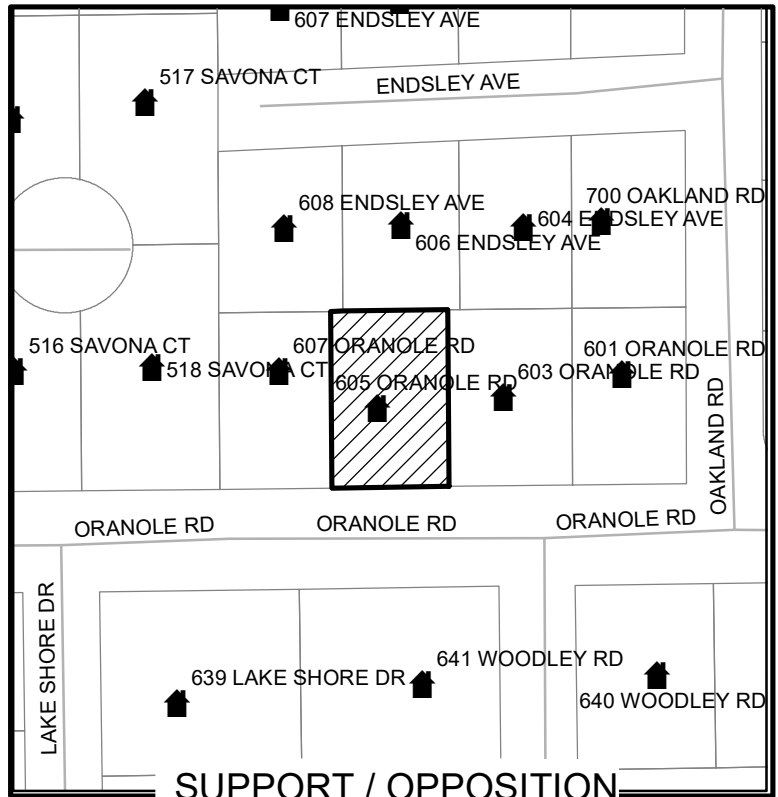 607 ENDSLEY AVE
517 SAVONA CT
ENDSLEY AVE
608 ENDSLEY AVE
700 OAKLAND RD
604 ENDSLEY AVE
606 ENDSLEY AVE
516 SAVONA CT
607 ORANOLE RD
601 ORANOLE RD
518 SAVONA CT
603 ORANOLE RD
605 ORANOLE RD
OAKLAND RD
ORANOLE RD
ORANOLE RD
ORANOLE RD
LAKE SHORE DR
639 LAKE SHORE DR
641 WOODLEY RD
640 WOODLEY RD
SUPPORT / OPPOSITION